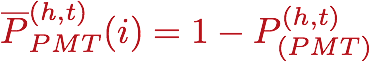 $\overline{P}_{PMT}^{(h,t)}(i) = 1 - P_{(PMT)}^{(h,t)}$